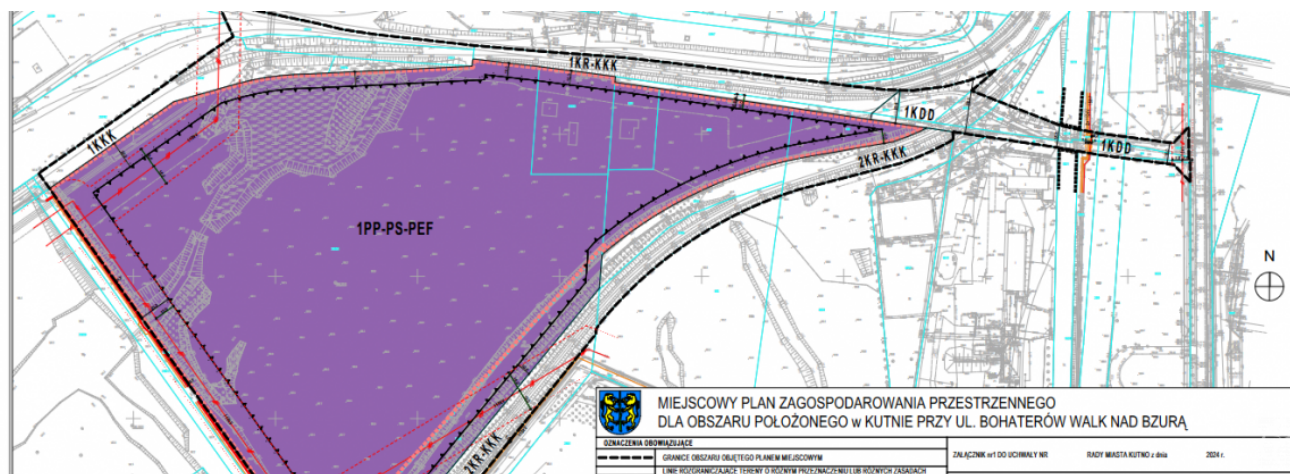 1KR-KKK
1KKK
1KDD
1KDD
2KR-KKK
1PP-PS-PEF
N
2KR-KKK
MIEJSCOWY PLAN ZAGOSPODAROWANIA PRZESTRZENNEGO
DLA OBSZARU POŁOŻONEGO w KUTNIE PRZY UL. BOHATERÓW WALK NAD BZURĄ
OZNACZENIA OBOWIĄZUJĄCE
GRANICE OBSZARU OBJĘTEGO PLANEM MIEJSCOWYM
ZAŁĄCZNIK nr1 DO UCHWAŁY NR RADY MIASTA KUTNO z dnia 2024 r.
LINIE ROZGRANICZAJĄCE TERENY O RÓŻNYM PRZEZNACZENIU LUB RÓŻNYCH ZASADACH